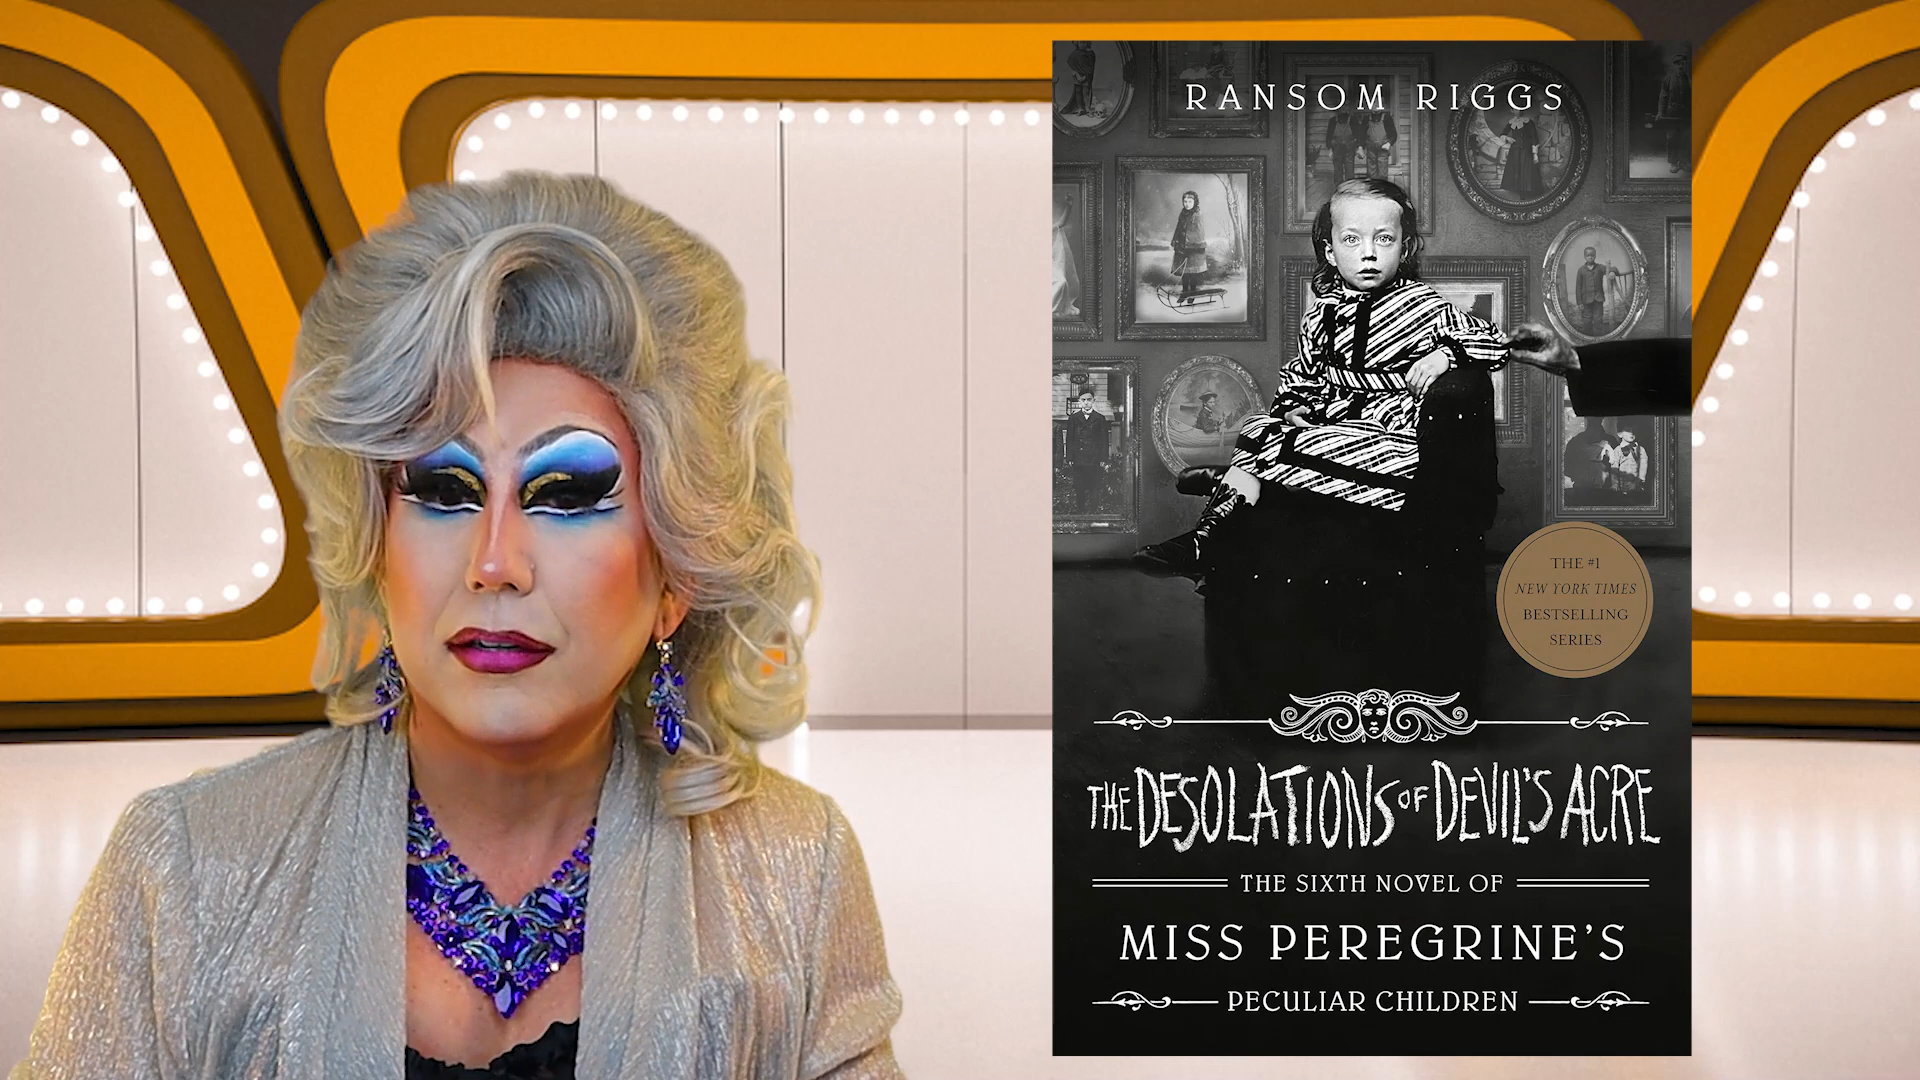 RANSOM RIGGS
THE #1
NEW YORK TIMES
BESTSELLING
SERIES
THE DESOLATIONS OF DEVIL'S ACRE
THE SIXTH NOVEL OF
MISS PEREGRINE'S
PECULIAR CHILDREN